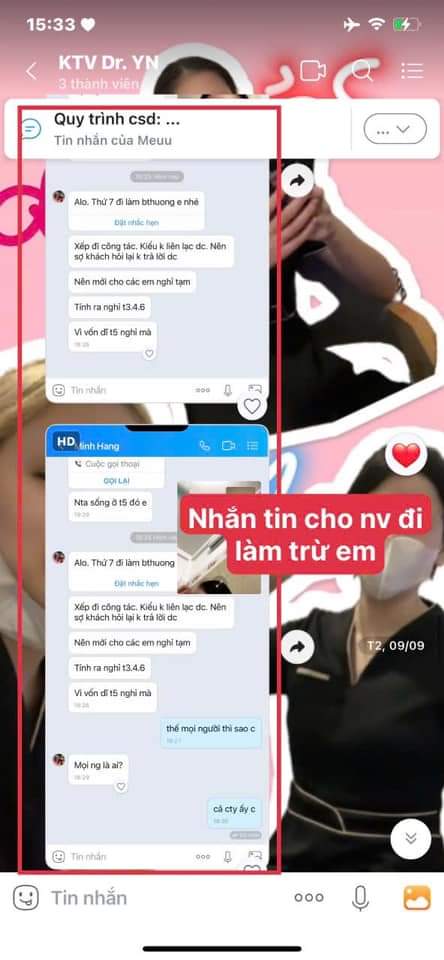 15:33
KTV Dr. YN
3 thành viên
Quy trình csd: ...
Tin nhắn của Meuu
...
Alo. Thứ 7 đi làm bthuong e nhé
Đặt nhắc hẹn
Xếp đi công tác. Kiểu k liên lạc dc. Nên
sợ khách hỏi lại k trả lời dc
Nên mới cho các em nghỉ tạm
Tính ra nghỉ t3.4.6
Vì vốn dĩ t5 nghỉ mà
Tin nhắn
HD
Minh Hang
Cuộc gọi thoại
GỌI LẠI
Nta sống ở t5 đó e
Alo. Thứ 7 đi làm bthuong
Đặt nhắc hẹn
Nhắn tin cho nv đi
làm trừ em
Xếp đi công tác. Kiểu k liên lạc dc. Nên
sợ khách hỏi lại k trả lời dc
Nên mới cho các em nghỉ tạm
Tính ra nghỉ t3.4.6
T2, 09/09
Vì vốn dĩ t5 nghỉ mà
thế mọi người thì sao c
Mọi ng là ai?
cả cty ấy c
Tin nhắn
Tin nhắn